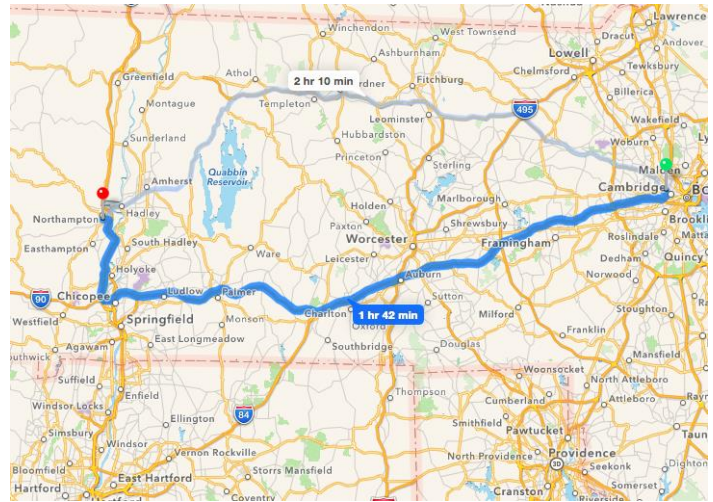 Winchendon
West Townsend
Lawrence
Dracut
Andover
Ashburnham
Lowell
Tewksbury
Greenfield
Athol
2 hr 10 min
Fitchburg
Chelmsford
Billerica
Montague
Templeton
Leominster
495
Wakefield
Sunderland
Hubbardston
Woburn
Princeton
Malden
Amherst
Quabbin
Reservoir
Sterling
Cambridge
Hadley
Holden
Marlborough
Northampton
Paxton
Shrewsbury
Roslindale
Easthampton
South Hadley
Worcester
Framingham
Quincy
Ware
Leicester
Dedham
Holyoke
Norwood
90
Chicopee
Ludlow
Palmer
Auburn
Sutton
Stoughton
Charlton
1 hr 42 min
Westfield
Springfield
Monson
Oxford
Milford
Franklin
Agawam
East Longmeadow
Southbridge
Douglas
Mansfield
Suffield
Woonsocket
North Attleboro
Enfield
Thompson
Windsor Locks
Cumberland
Attleboro
Ellington
84
Simsbury
Windsor
Smithfield
Pawtucket
Vernon Rockville
North Providence
Providence
Bloomfield
East Hartford
Storrs Mansfield
3D
Seekonk
Dighton
Coventry
Cranston
Somerset
Riverside